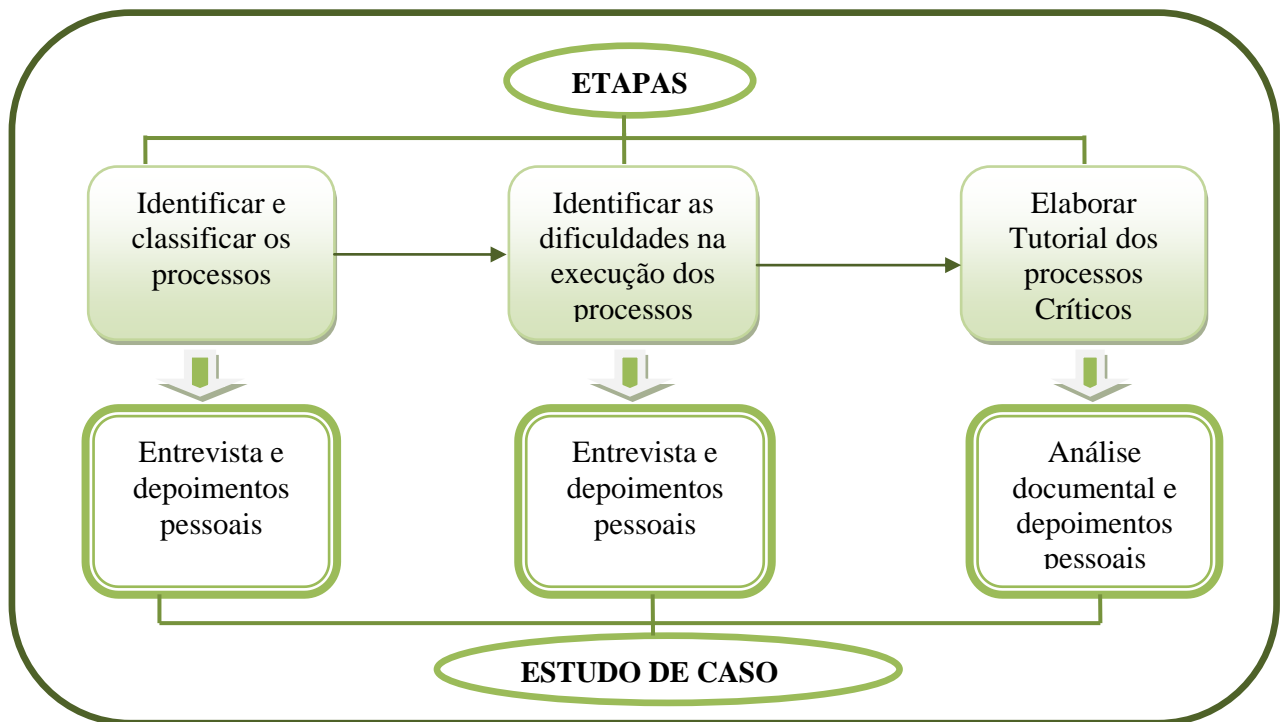 ETAPAS
Identificar e
classificar os
processos
Identificar as
dificuldades na
execução dos
processos
Elaborar
Tutorial dos
processos
Críticos
Entrevista e
depoimentos
pessoais
Entrevista e
depoimentos
pessoais
Análise
documental e
depoimentos
pessoais
ESTUDO DE CASO